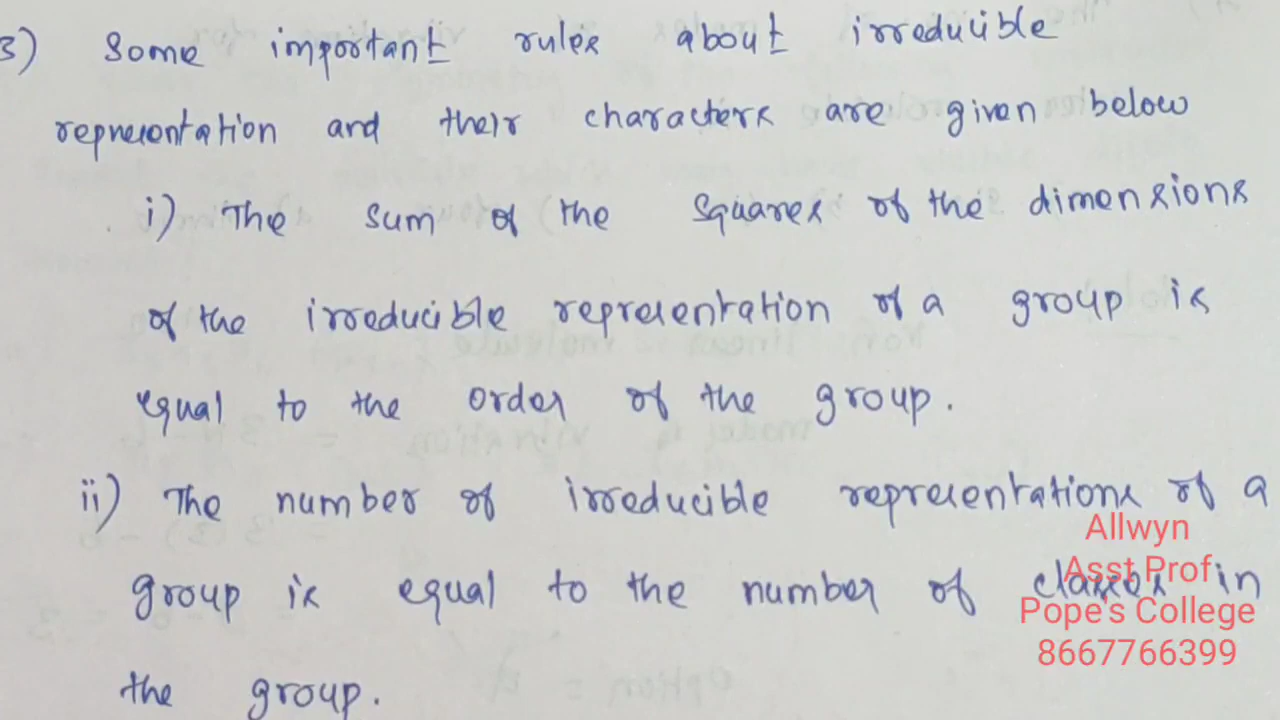 3) Some important rules about irreducible
representation and their characters are given below
i) The sum of the squares of the dimensions
of the irreducible representation of a group is
equal to the order of the group.
ii) The number of irreducible representations of a
group is equal to the number of classes in
the group.
Allwyn
Asst Prof
Pope's College
8667766399